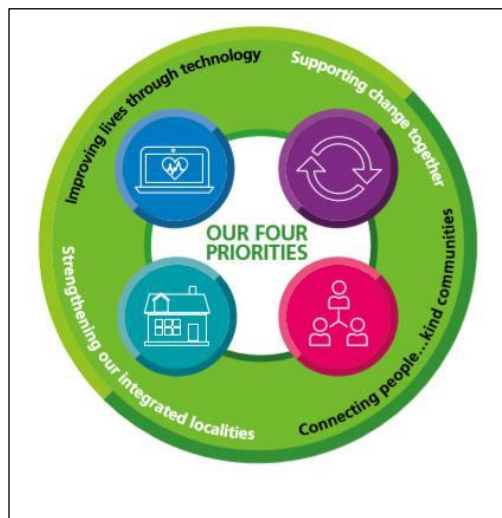 Improving lives through technology
Supporting change together
OUR FOUR
PRIORITIES
Strengthening our integrated localities
Connecting people...kind communities